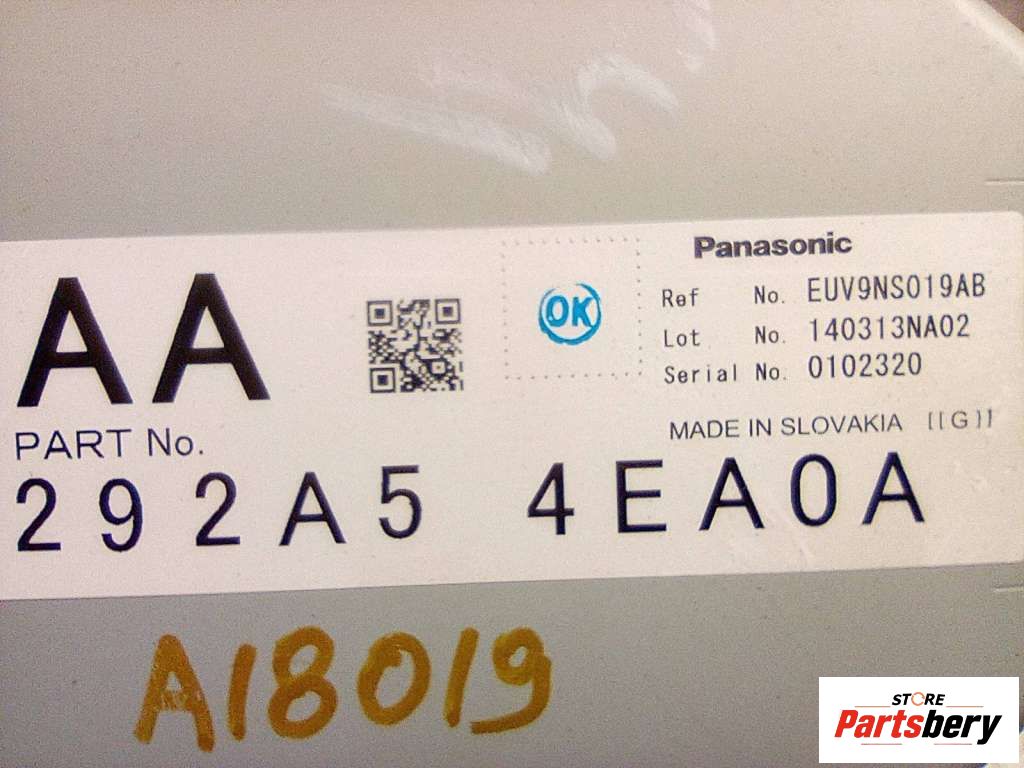 Panasonic
AA
OK
Ref No. EUV9NS019AB
Lot No. 140313NA02
Serial No. 0102320
MADE IN SLOVAKIA [[G]]
PART No.
292A5 4EA0A
A18019
STORE
Partsbery